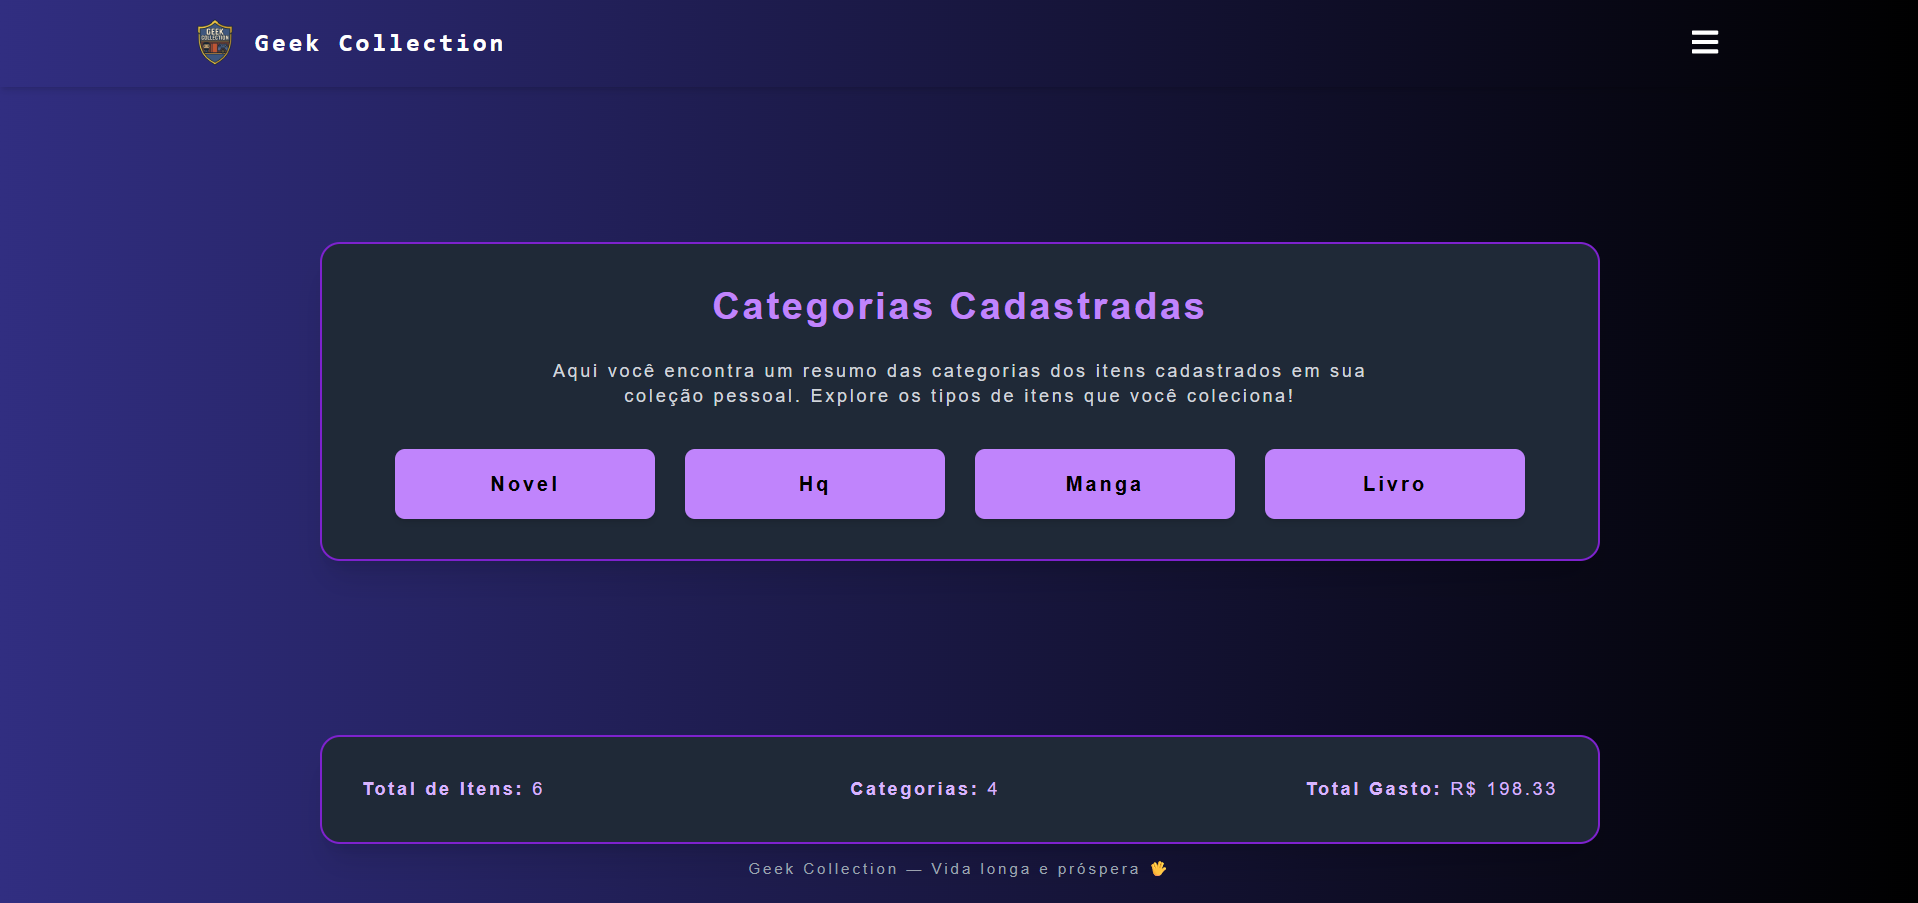 GEEK
COLLECTION
Geek Collection
Categorias Cadastradas
Aqui você encontra um resumo das categorias dos itens cadastrados em sua
coleção pessoal. Explore os tipos de itens que você coleciona!
Novel
Hq
Manga
Livro
Total de Itens: 6
Categorias: 4
Total Gasto: R$ 198.33
Geek Collection — Vida longa e próspera 🖖